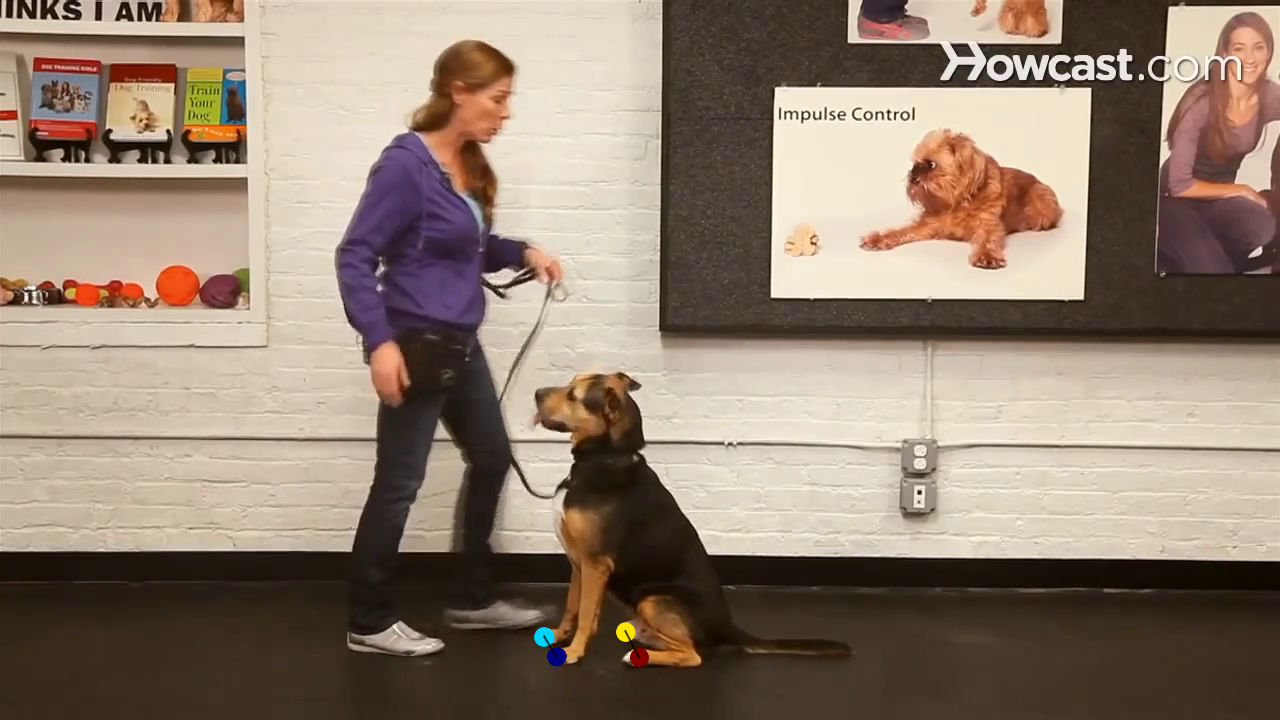 INKS I AM
Howcast.com
Impulse Control
DOG TRAINING BIBLE
Dog-Friendly
Dog Training
Train
Your
Dog